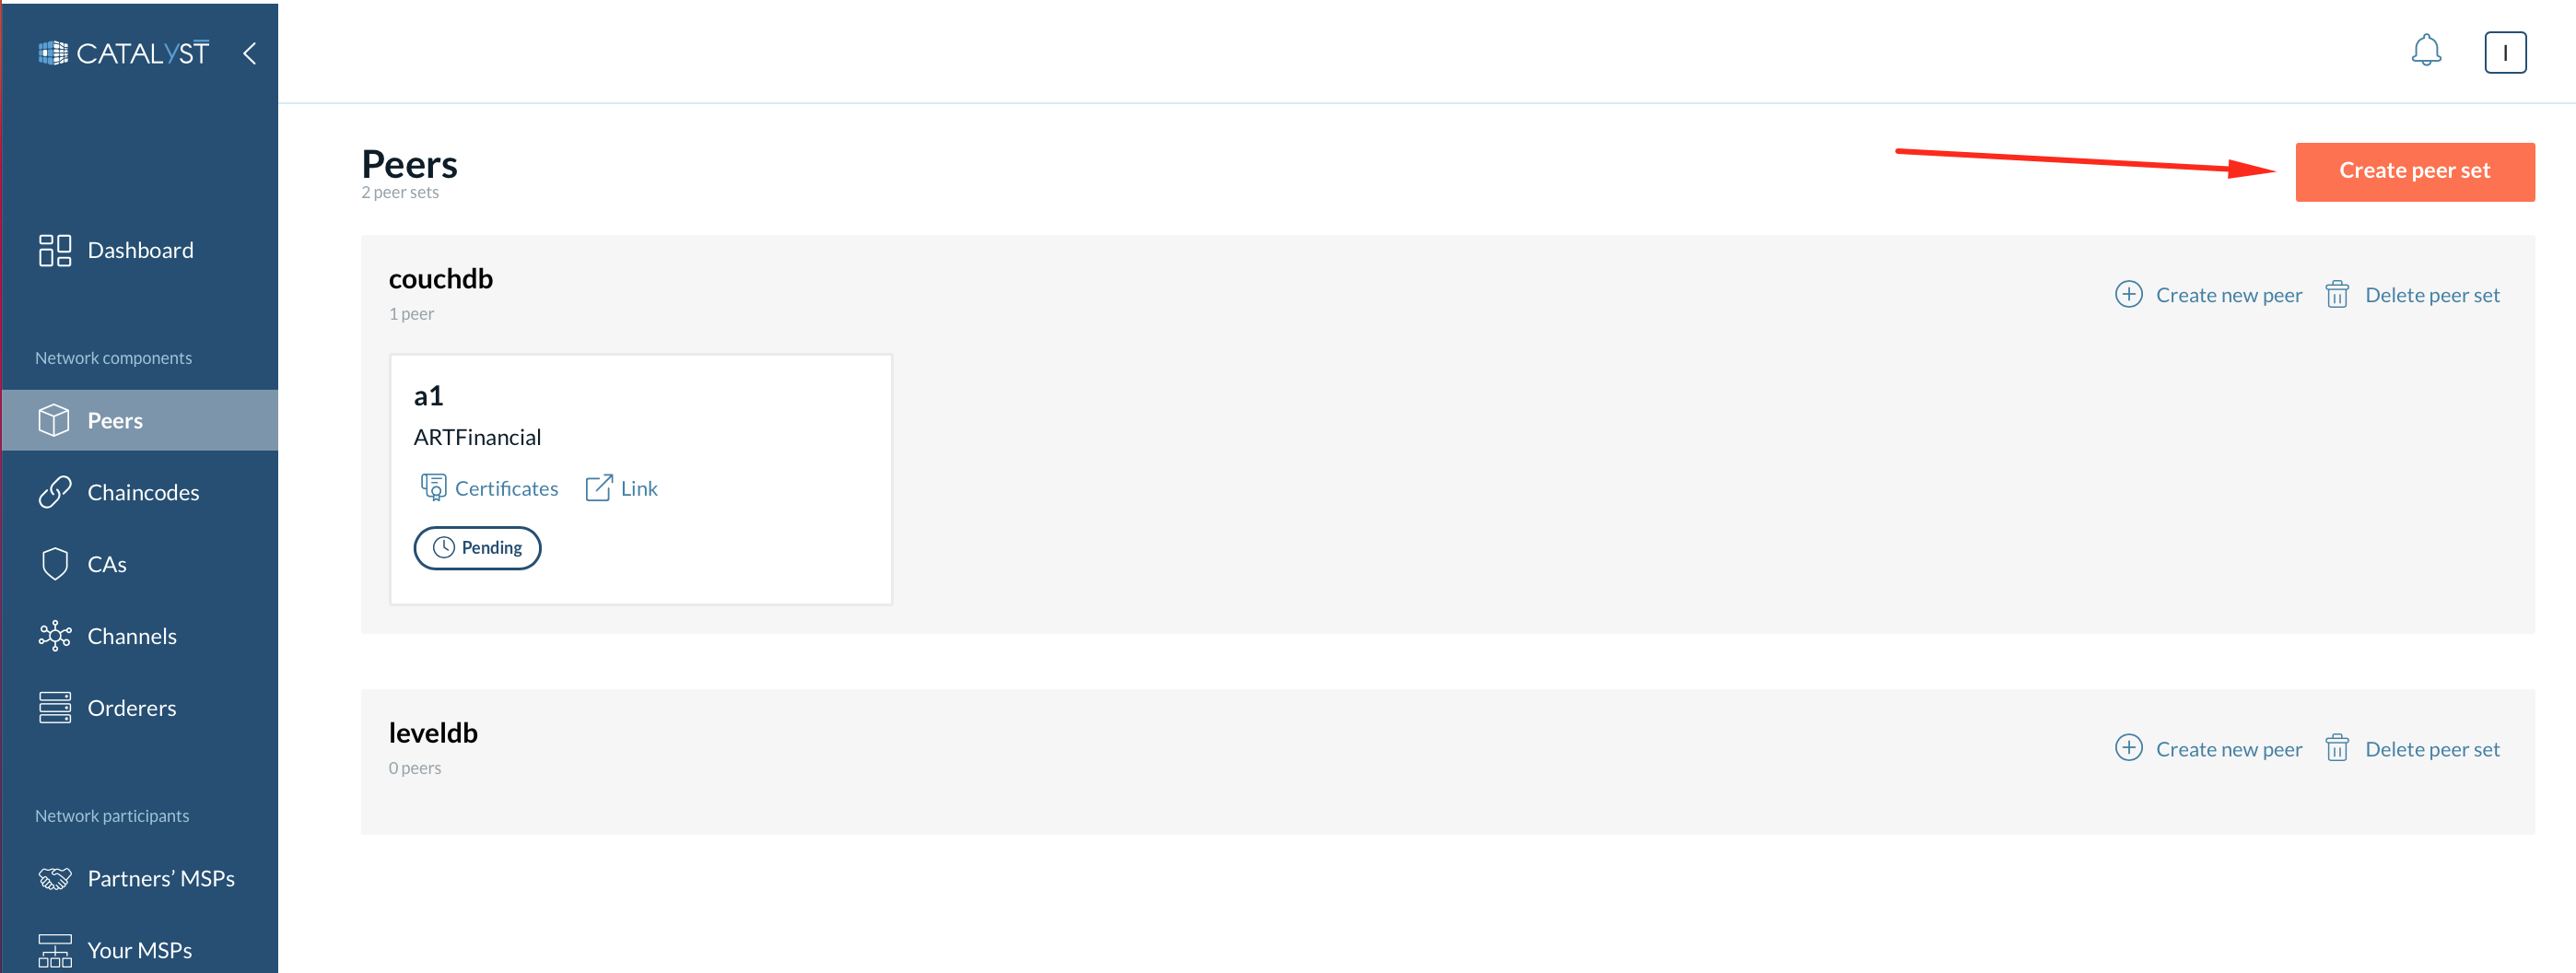 CATALYST
I
Dashboard
Network components
Peers
Chaincodes
CAs
Channels
Orderers
Network participants
Partners’ MSPs
Your MSPs
Peers
2 peer sets
Create peer set
couchdb
1 peer
Create new peer
Delete peer set
a1
ARTFinancial
Certificates
Link
Pending
leveldb
0 peers
Create new peer
Delete peer set